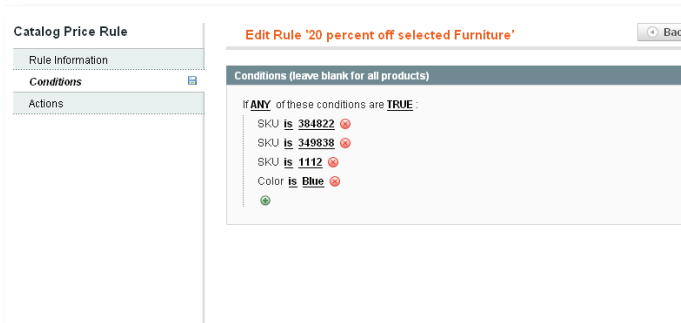 Catalog Price Rule
Rule Information
Conditions
Actions
Edit Rule '20 percent off selected Furniture'
Conditions (leave blank for all products)
If ANY of these conditions are TRUE :
SKU is 384822
SKU is 349838
SKU is 1112
Color is Blue